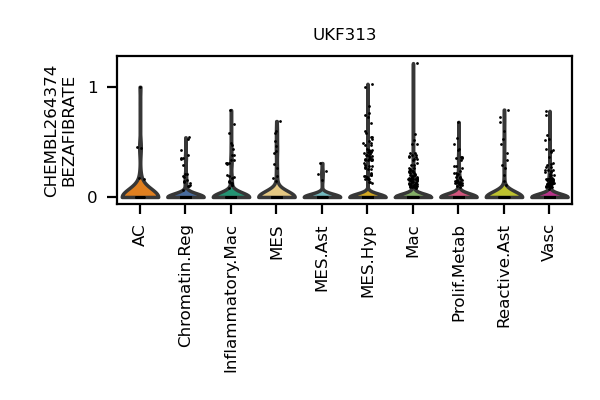 UKF313
CHEMBL264374
BEZAFIBRATE
1
0
AC
Chromatin.Reg
Inflammatory.Mac
MES
MES.Ast
MES.Hyp
Mac
Prolif.Metab
Reactive.Ast
Vasc